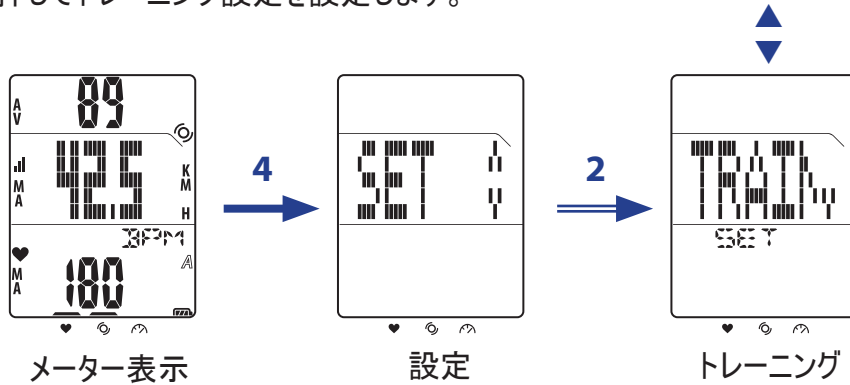 押してトレーニング設定を設定します。
AV 89
MA 42.5 KM H
BPM
MA 180 A
4
SET
2
TRAIN
SET
メーター表示
設定
トレーニング